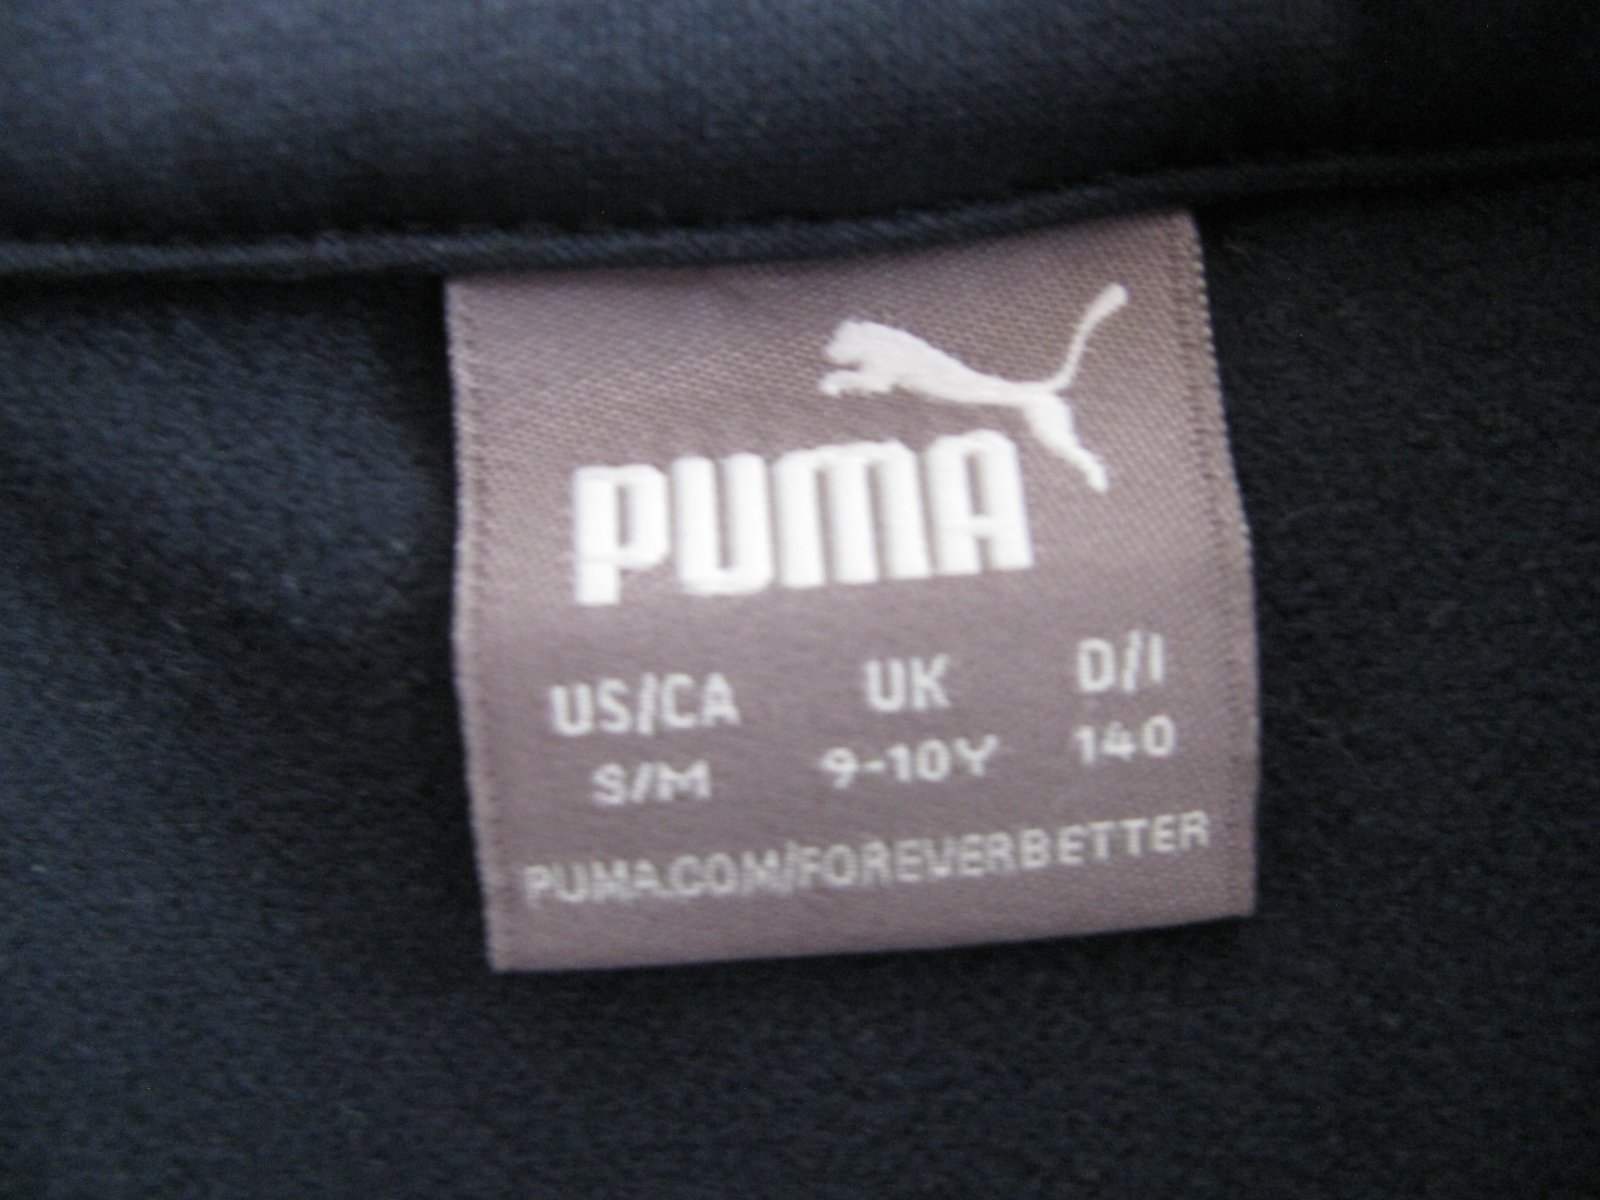 PUMA
US/CA UK D/I
S/M 9-10Y 140
PUMA.COM/FOREVERBETTER